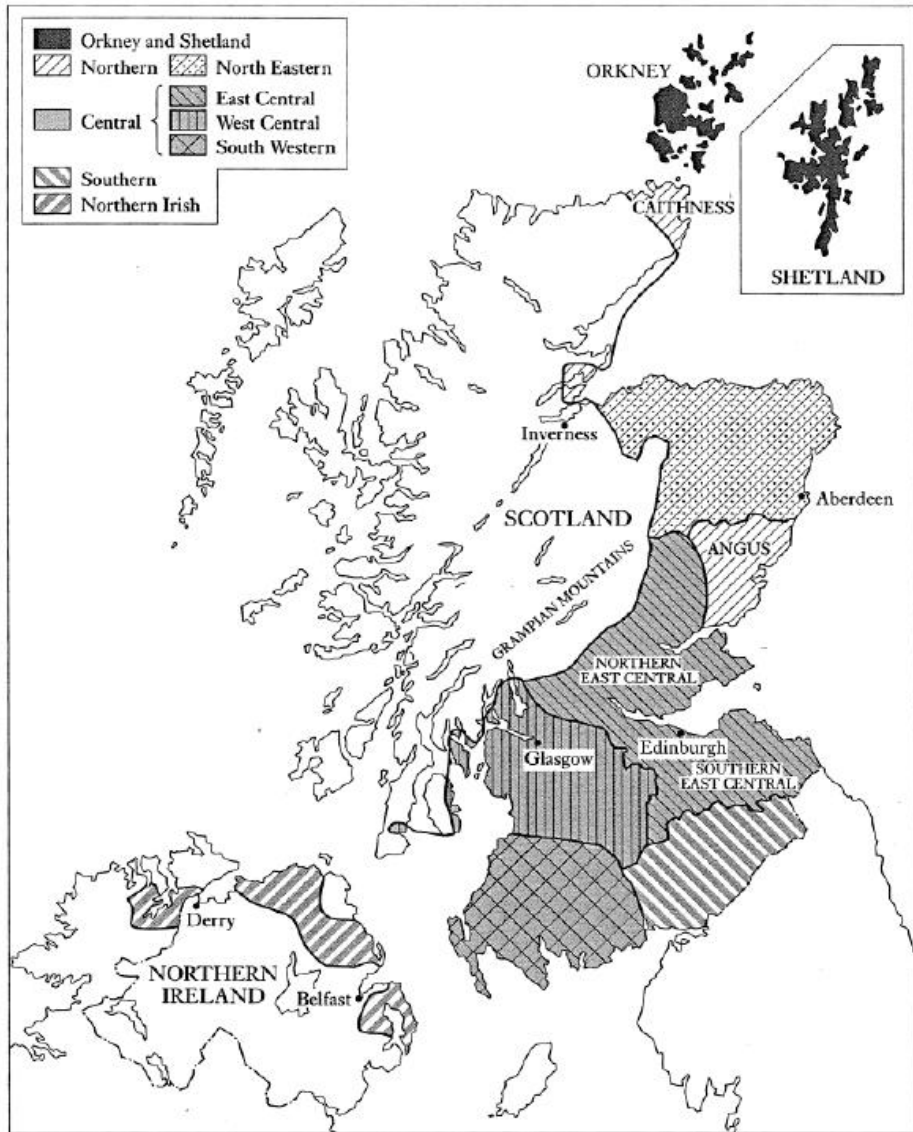 Orkney and Shetland
Northern
North Eastern
Central
East Central
West Central
South Western
Southern
Northern Irish
ORKNEY
CAITHNESS
SHETLAND
Inverness
Aberdeen
SCOTLAND
ANGUS
GRAMPIAN MOUNTAINS
NORTHERN
EAST CENTRAL
Edinburgh
Glasgow
SOUTHERN
EAST CENTRAL
Derry
NORTHERN
IRELAND
Belfast